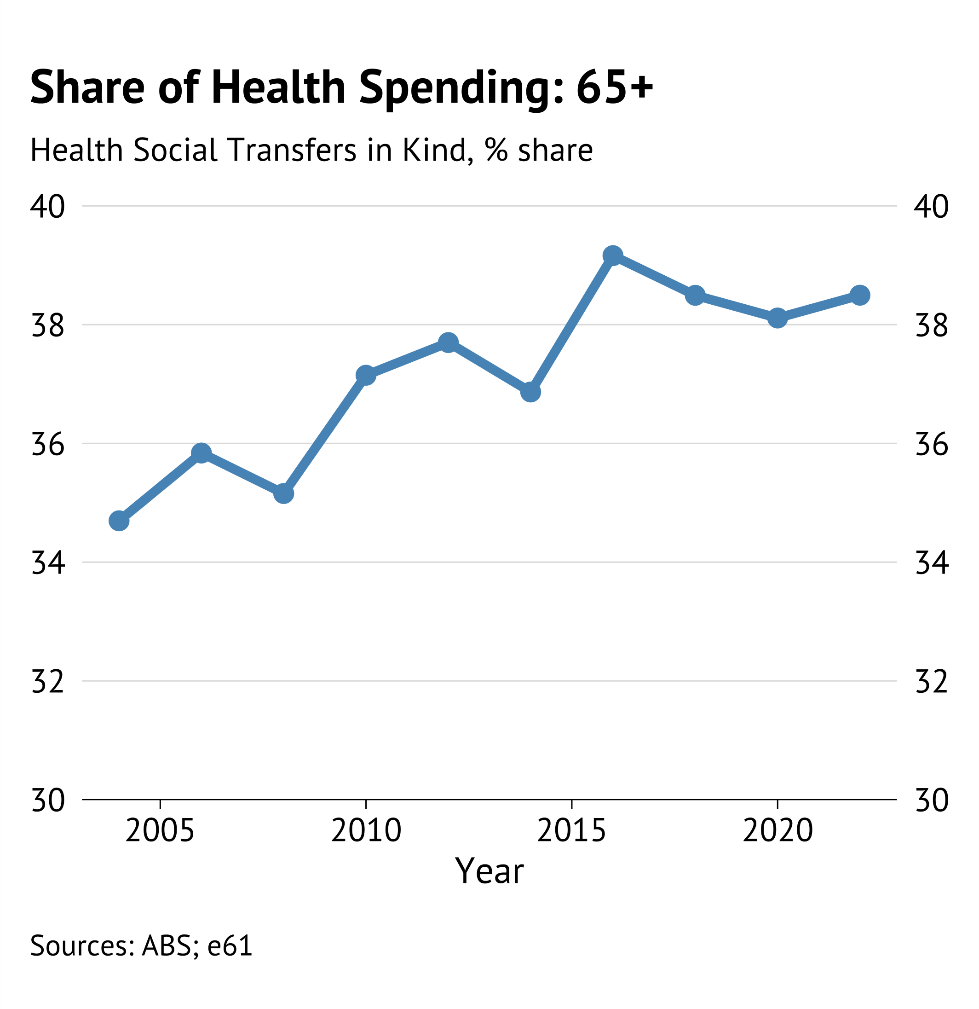 Share of Health Spending: 65+
Health Social Transfers in Kind, % share
40 40
38 38
36 36
34 34
32 32
30 30
2005 2010 2015 2020
Year
Sources: ABS; e61